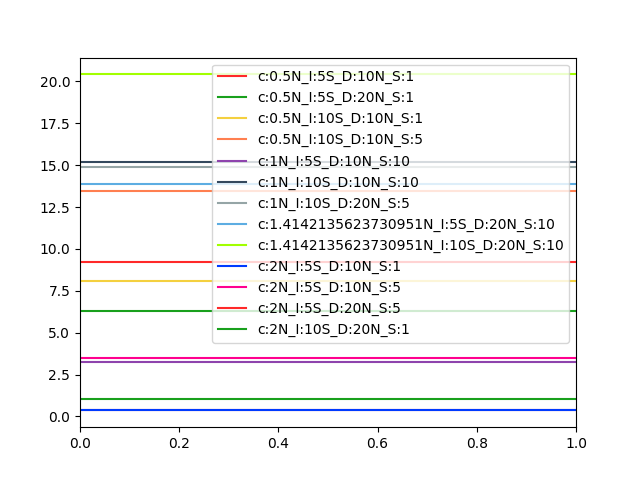 20.0
17.5
15.0
12.5
10.0
7.5
5.0
2.5
0.0
c:0.5N_I:5S_D:10N_S:1
c:0.5N_I:5S_D:20N_S:1
c:0.5N_I:10S_D:10N_S:1
c:0.5N_I:10S_D:10N_S:5
c:1N_I:5S_D:10N_S:10
c:1N_I:10S_D:10N_S:10
c:1N_I:10S_D:20N_S:5
c:1.4142135623730951N_I:5S_D:20N_S:10
c:1.4142135623730951N_I:10S_D:20N_S:10
c:2N_I:5S_D:10N_S:1
c:2N_I:5S_D:10N_S:5
c:2N_I:5S_D:20N_S:5
c:2N_I:10S_D:20N_S:1
0.0 0.2 0.4 0.6 0.8 1.0